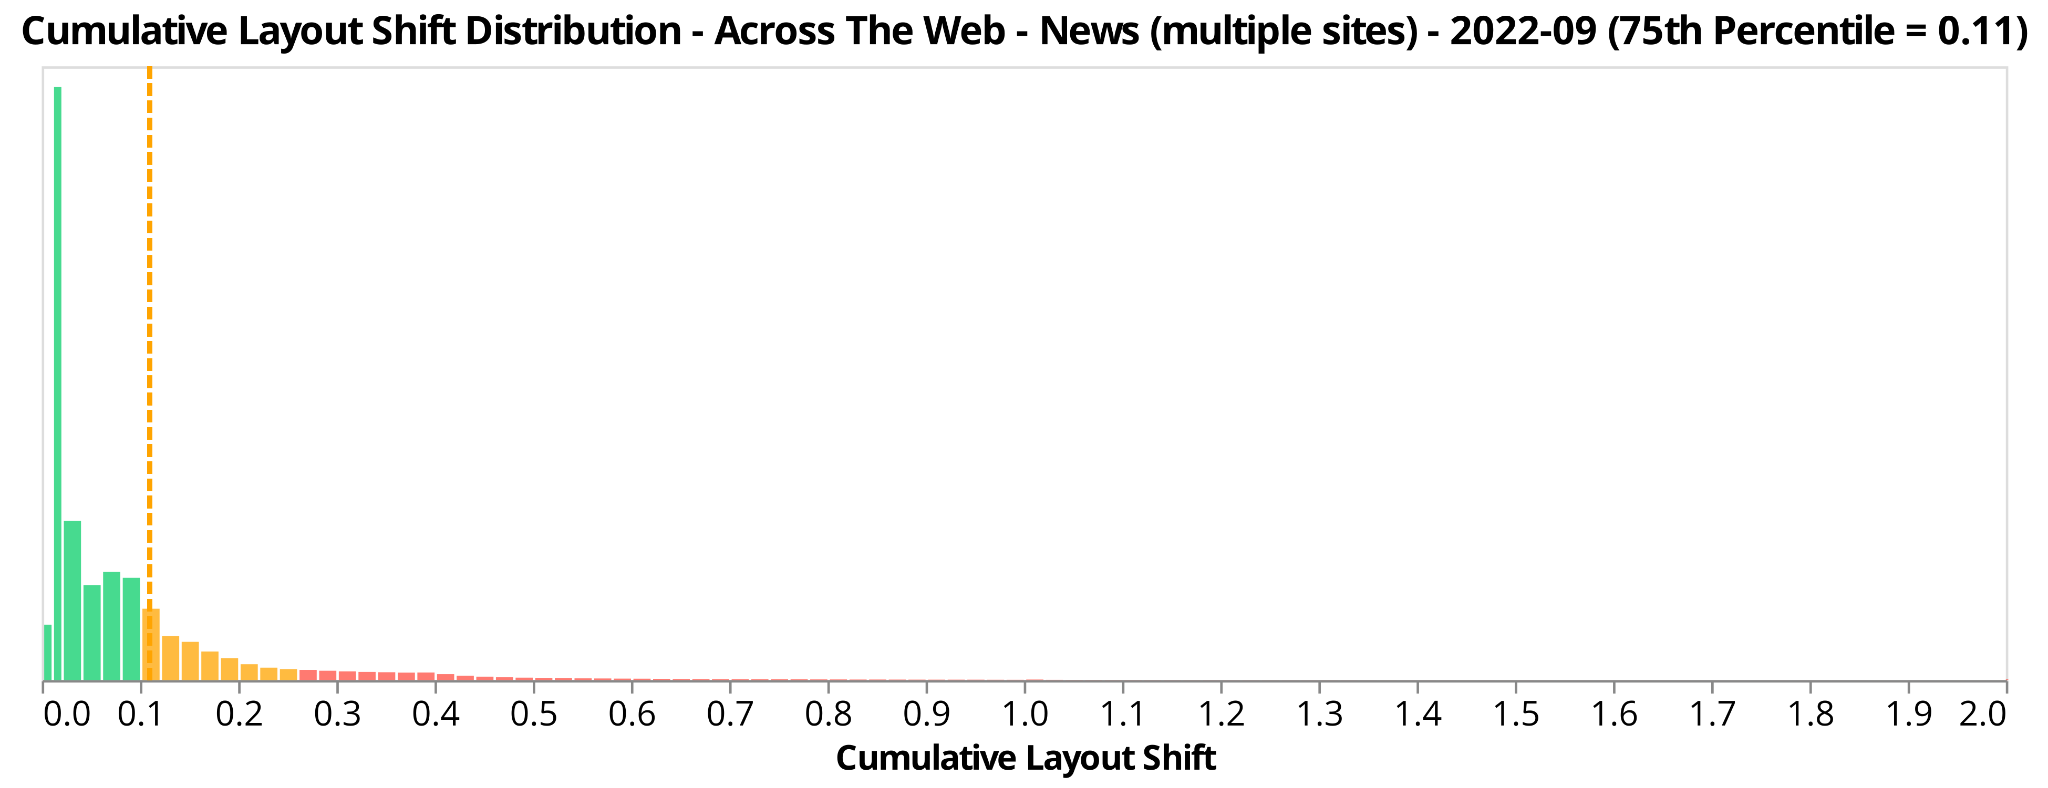 Cumulative Layout Shift Distribution - Across The Web - News (multiple sites) - 2022-09 (75th Percentile = 0.11)
0.0 0.1 0.2 0.3 0.4 0.5 0.6 0.7 0.8 0.9 1.0 1.1 1.2 1.3 1.4 1.5 1.6 1.7 1.8 1.9 2.0
Cumulative Layout Shift